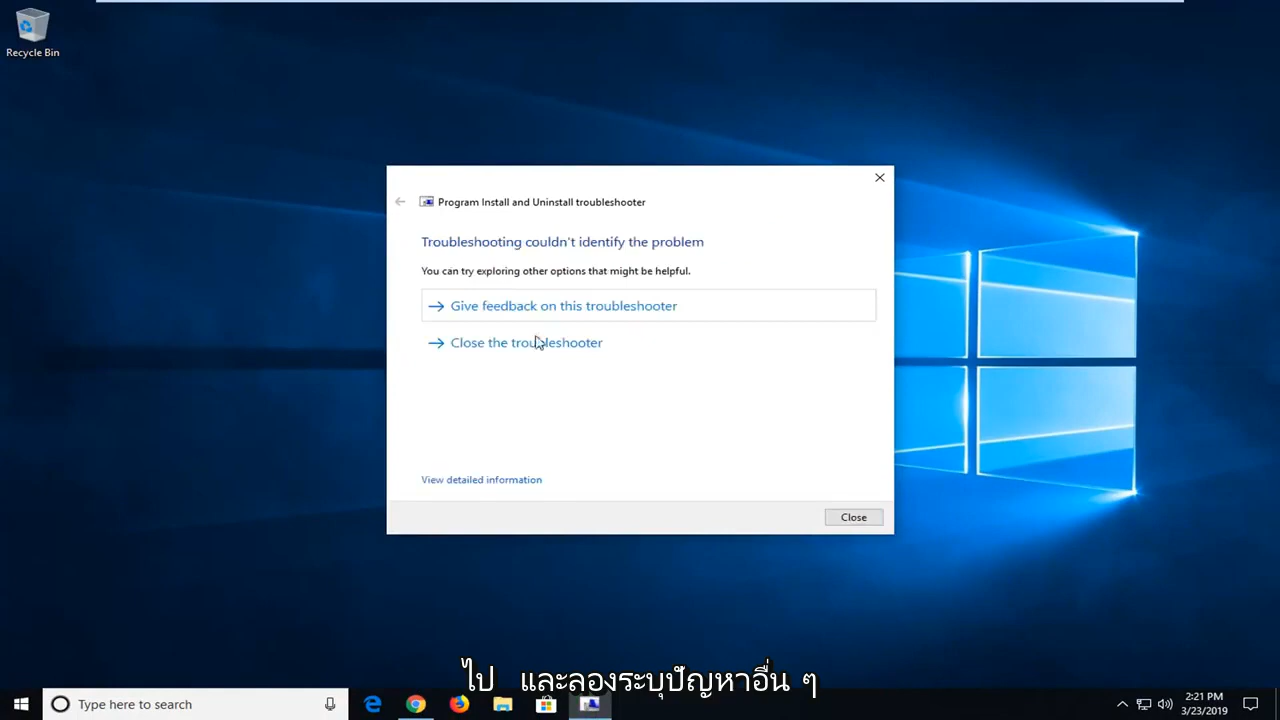 Recycle Bin
Program Install and Uninstall troubleshooter
Troubleshooting couldn't identify the problem
You can try exploring other options that might be helpful.
Give feedback on this troubleshooter
Close the troubleshooter
View detailed information
Close
ไป และลองระบุปัญหาอื่น ๆ
Type here to search
2:21 PM
3/23/2019